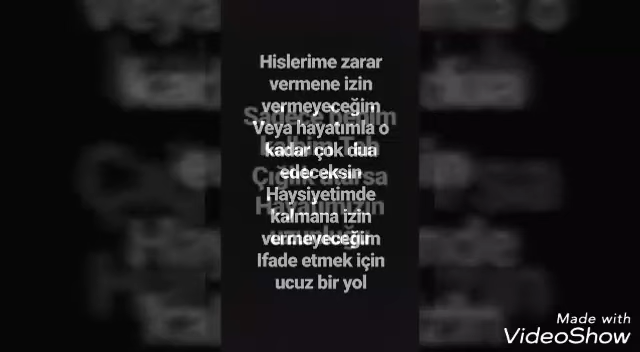 Hislerime zarar
vermene izin
vermeyeceğim
Veya hayatımla o
kadar çok dua
edeceksin
Haysiyetimde
kalmana izin
vermeyeceğim
Ifade etmek için
ucuz bir yol
Made with
VideoShow